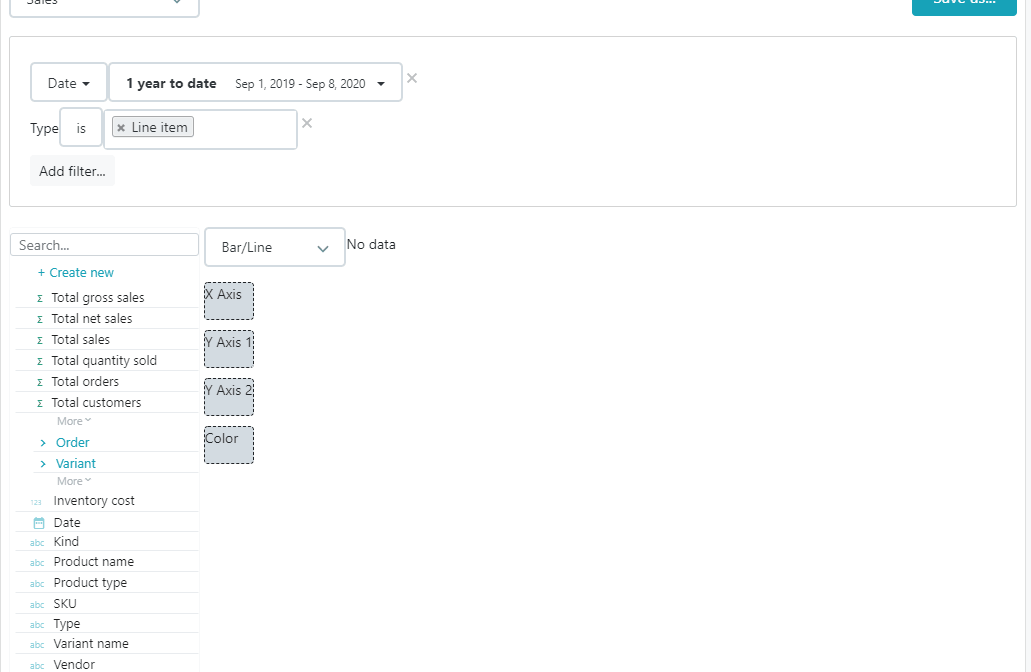 Sales
Save as...
Date
1 year to date Sep 1, 2019 - Sep 8, 2020
Type is × Line item
Add filter...
Search...
Bar/Line
No data
+ Create new
Σ Total gross sales
Σ Total net sales
Σ Total sales
Σ Total quantity sold
Σ Total orders
Σ Total customers
More
Order
Variant
More
123 Inventory cost
Date
abc Kind
abc Product name
abc Product type
abc SKU
abc Type
abc Variant name
abc Vendor
X Axis
Y Axis 1
Y Axis 2
Color